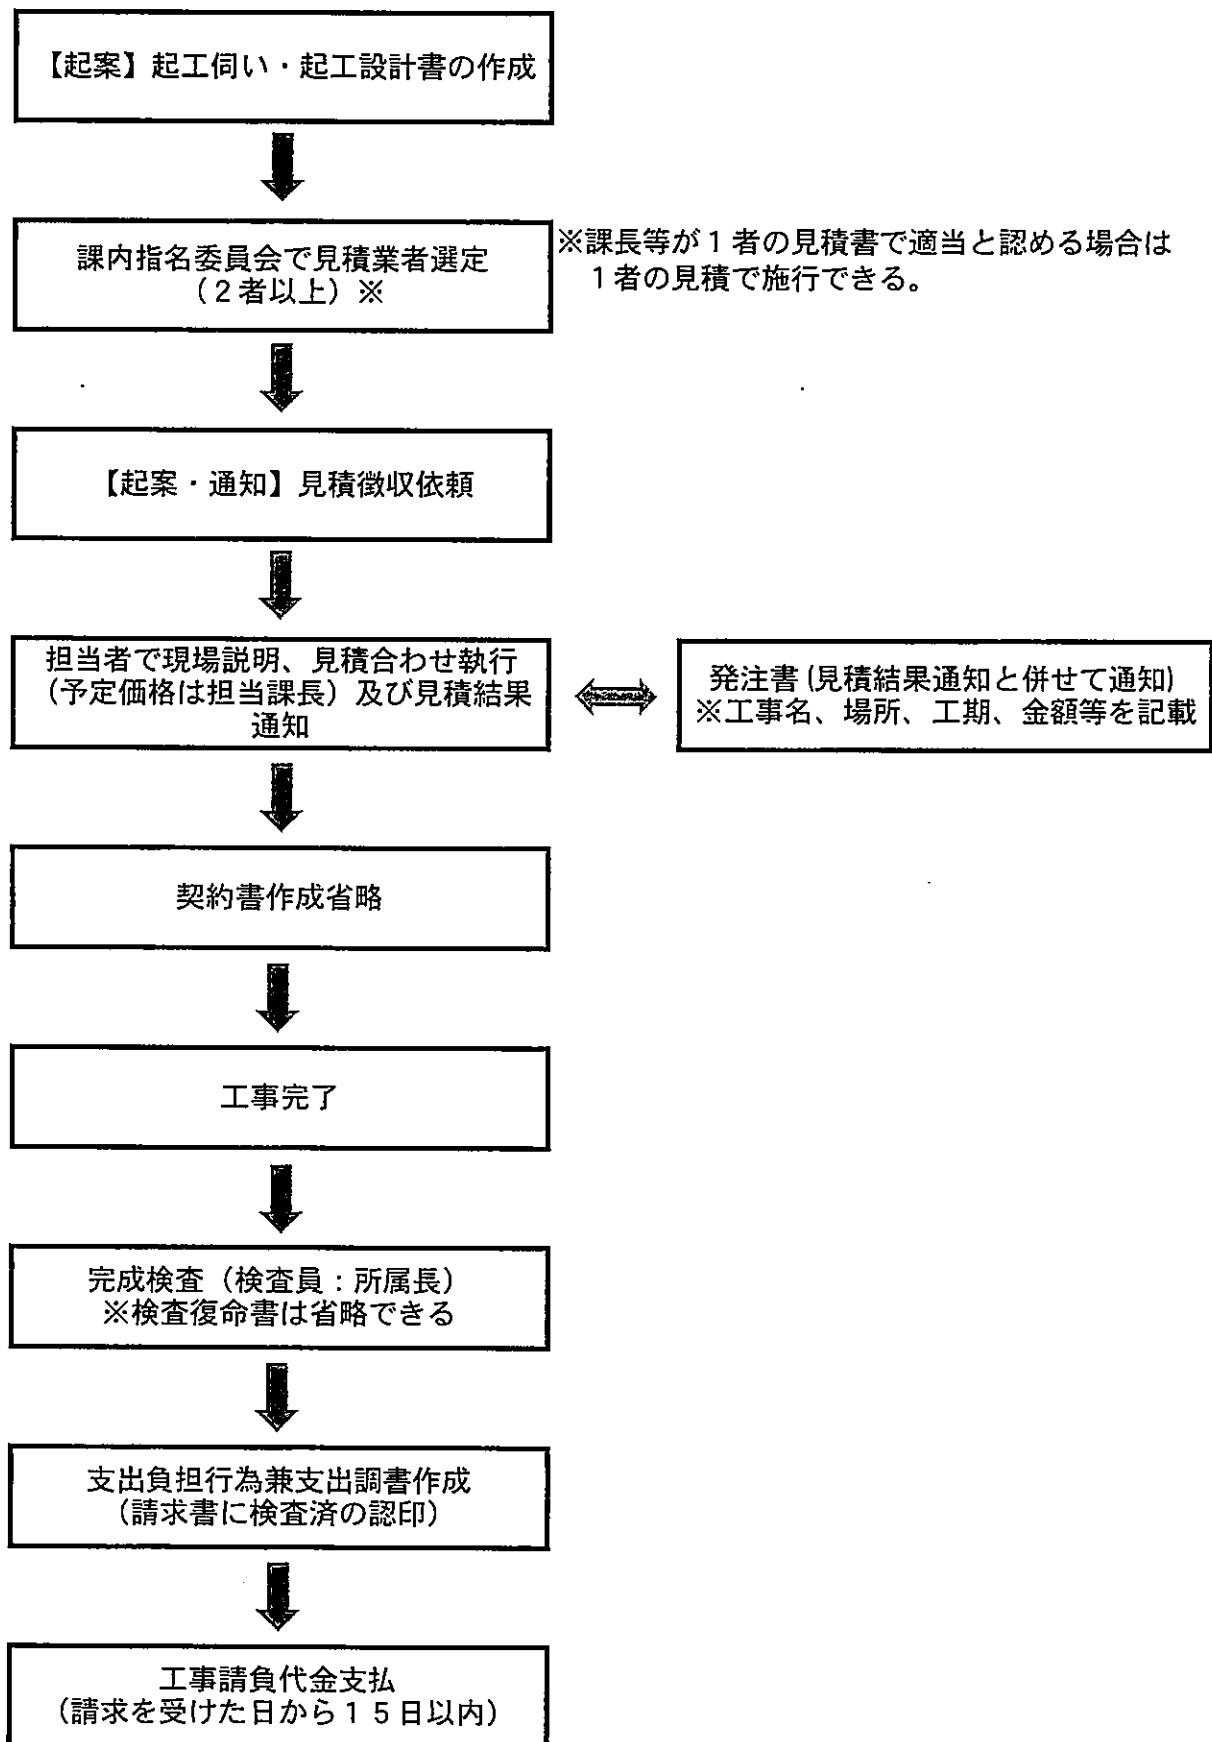 【起案】起工伺い・起工設計書の作成
課内指名委員会で見積業者選定
（２者以上）※
※課長等が１者の見積書で適当と認める場合は
１者の見積で施行できる。
【起案・通知】見積徴収依頼
担当者で現場説明、見積合わせ執行
（予定価格は担当課長）及び見積結果
通知
発注書(見積結果通知と併せて通知)
※工事名、場所、工期、金額等を記載
契約書作成省略
工事完了
完成検査（検査員：所属長）
※検査復命書は省略できる
支出負担行為兼支出調書作成
（請求書に検査済の認印）
工事請負代金支払
（請求を受けた日から１５日以内）